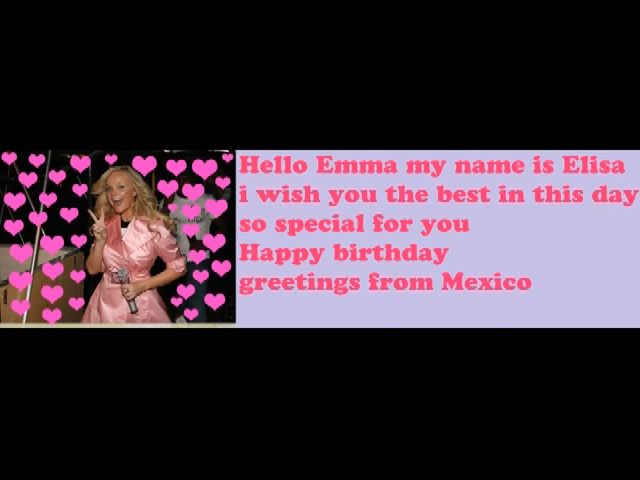 Hello Emma my name is Elisa
i wish you the best in this day
so special for you
Happy birthday
greetings from Mexico